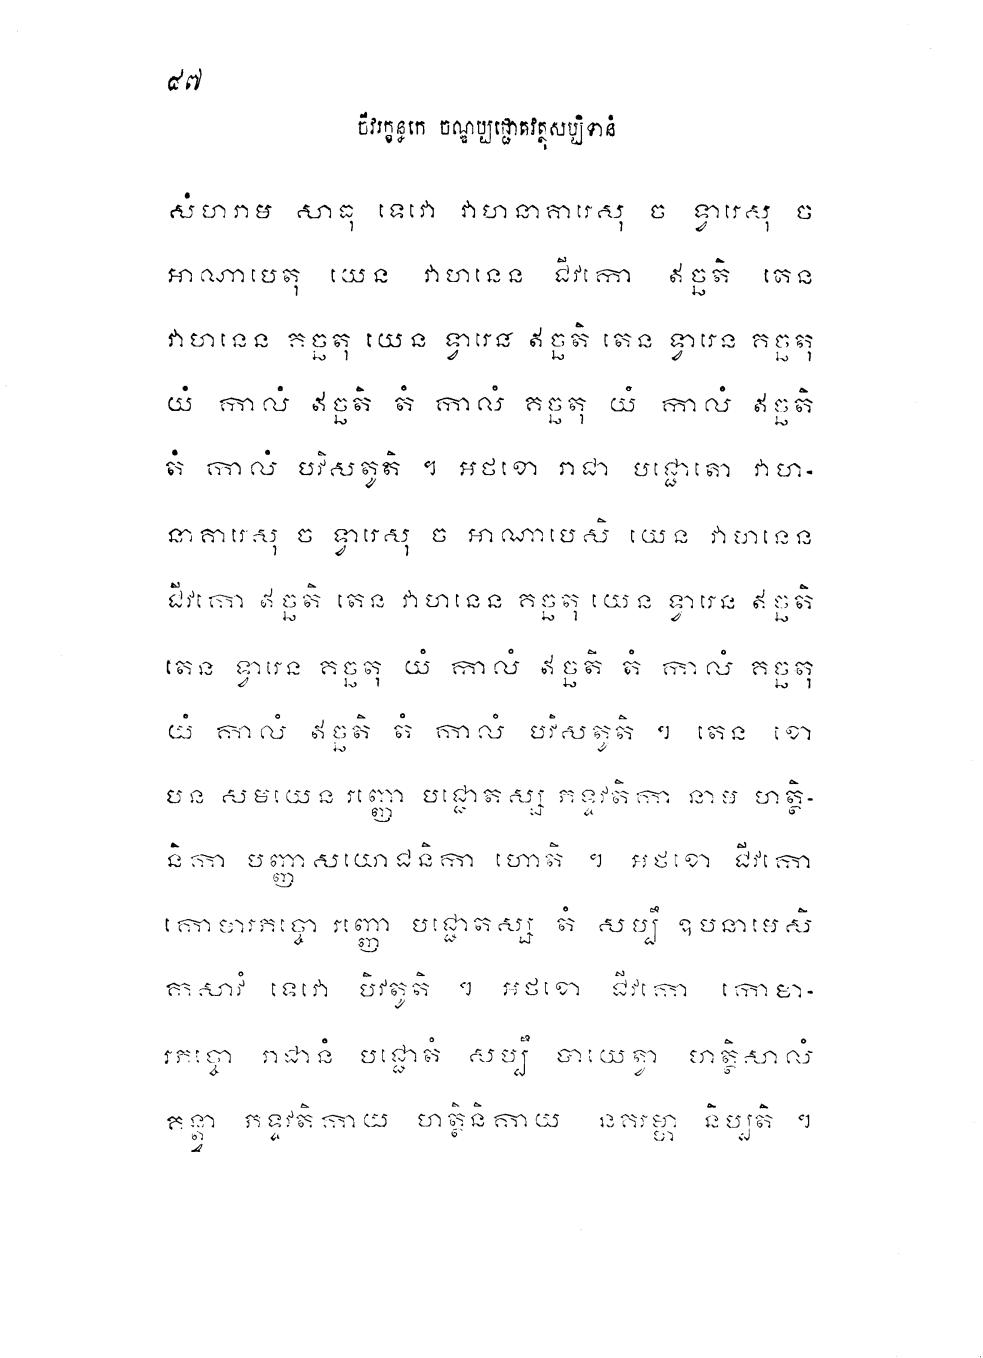 ៩៧
ចីវរក្ខន្ធកេ ចណ្ឌប្បជ្ជោតវត្ថុសប្បិទានំ
សំហរាម សាធុ ទេវោ វាហនាគារេសុ ច ទ្វារេសុ ច
អាណាបេតុ យេន វាហនេន ជីវកោ ឥច្ឆតិ តេន
វាហនេន គច្ឆតុ យេន ទ្វារេន ឥច្ឆតិ តេន ទ្វារេន គច្ឆតុ
យំ កាលំ ឥច្ឆតិ តំ កាលំ គច្ឆតុ យំ កាលំ ឥច្ឆតិ
តំ កាលំ បវិសតូតិ ។ អថខោ រាជា បជ្ជោតោ វាហ-
នាគារេសុ ច ទ្វារេសុ ច អាណាបេសិ យេន វាហនេន
ជីវកោ ឥច្ឆតិ តេន វាហនេន គច្ឆតុ យេន ទ្វារេន ឥច្ឆតិ
តេន ទ្វារេន គច្ឆតុ យំ កាលំ ឥច្ឆតិ តំ កាលំ គច្ឆតុ
យំ កាលំ ឥច្ឆតិ តំ កាលំ បវិសតូតិ ។ តេន ខោ
បន សមយេន រញ្ញោ បជ្ជោតស្ស ភទ្ទវតិកា នាម ហត្ថិ-
និកា បញ្ញាសយោជនិកា ហោតិ ។ អថខោ ជីវកោ
កោមារភច្ចោ រញ្ញោ បជ្ជោតស្ស តំ សប្បឹ ឧបនាមេសិ
កសាវំ ទេវោ បិវតូតិ ។ អថខោ ជីវកោ កោមា-
រភច្ចោ រាជានំ បជ្ជោតំ សប្បឹ បាយេត្វា ហត្ថិសាលំ
គន្ត្វា ភទ្ទវតិកាយ ហត្ថិនិកាយ នគរម្ហា និប្បតិ ។